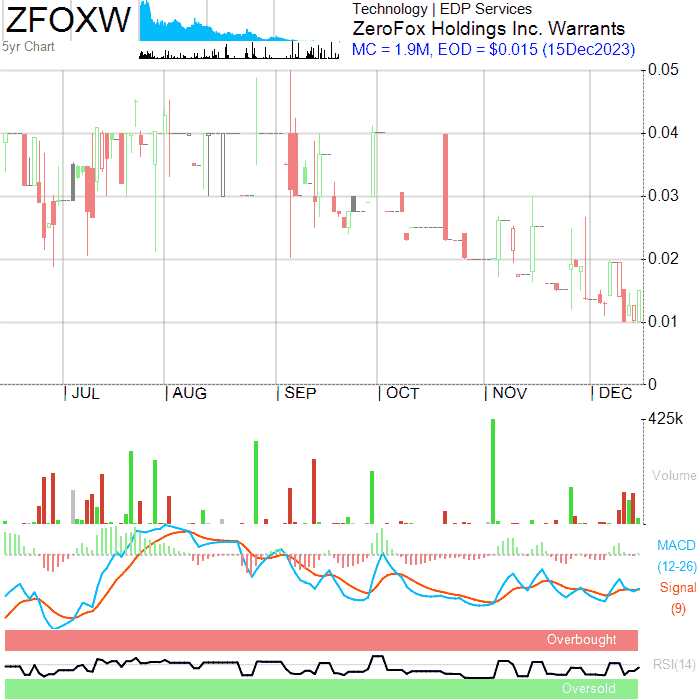 ZFOXW
5yr Chart
Technology | EDP Services
ZeroFox Holdings Inc. Warrants
MC = 1.9M, EOD = $0.015 (15Dec2023)
0.05
0.04
0.03
0.02
0.01
0
JUL AUG SEP OCT NOV DEC
425k
Volume
MACD
(12-26)
Signal
(9)
Overbought
RSI(14)
Oversold